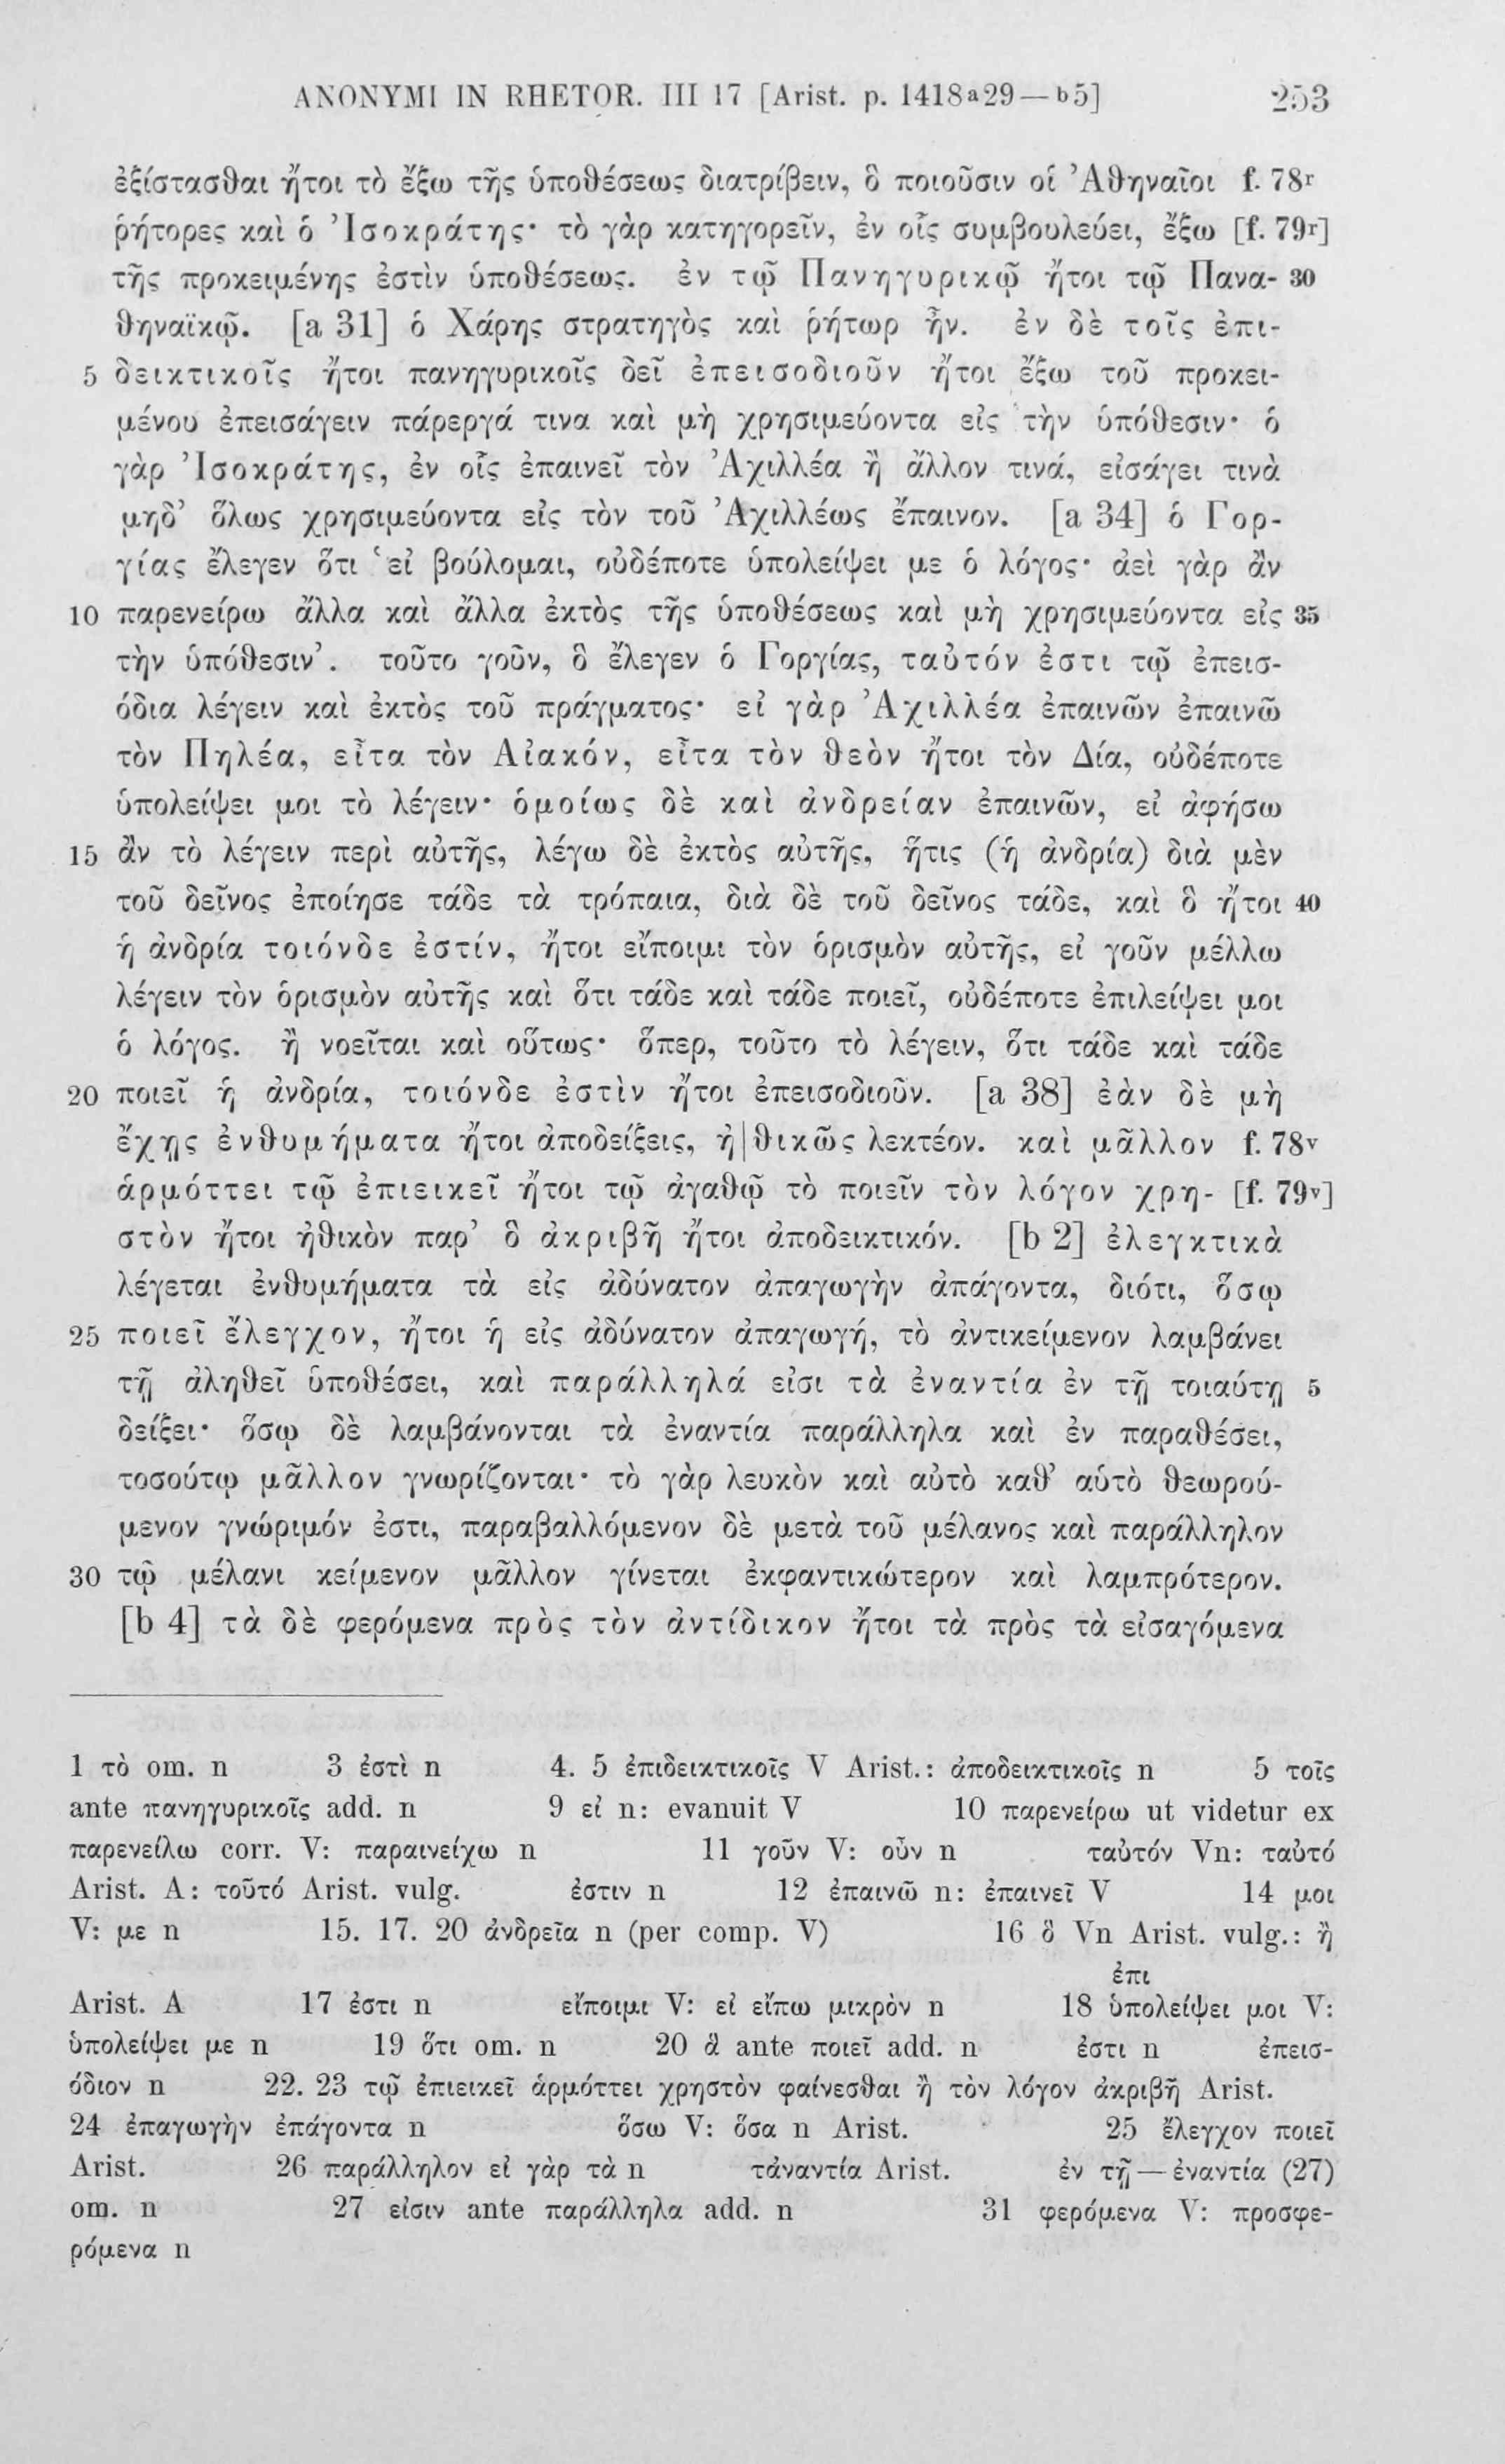 ANONYMI IN RHETOR. III 17 [Arist. p. 1418a29—b5] 253
ἐξίστασθαι ἤτοι τὸ ἔξω τῆς ὑποθέσεως διατρίβειν, ὃ ποιοῦσιν οἱ Ἀθηναῖοι f. 78r
ῥήτορες καὶ ὁ Ἰσοκράτης· τὸ γὰρ κατηγορεῖν, ἐν οἷς συμβουλεύει, ἔξω [f. 79r]
τῆς προκειμένης ἐστὶν ὑποθέσεως. ἐν τῷ Πανηγυρικῷ ἤτοι τῷ Πανα- 30
θηναϊκῷ. [a 31] ὁ Χάρης στρατηγὸς καὶ ῥήτωρ ἦν. ἐν δὲ τοῖς ἐπι-
5 δεικτικοῖς ἤτοι πανηγυρικοῖς δεῖ ἐπεισοδιοῦν ἤτοι ἔξω τοῦ προκει-
μένου ἐπεισάγειν πάρεργά τινα καὶ μὴ χρησιμεύοντα εἰς τὴν ὑπόθεσιν· ὁ
γὰρ Ἰσοκράτης, ἐν οἷς ἐπαινεῖ τὸν Ἀχιλλέα ἢ ἄλλον τινά, εἰσάγει τινὰ
μηδ’ ὅλως χρησιμεύοντα εἰς τὸν τοῦ Ἀχιλλέως ἔπαινον. [a 34] ὁ Γορ-
γίας ἔλεγεν ὅτι ‘εἰ βούλομαι, οὐδέποτε ὑπολείψει με ὁ λόγος· ἀεὶ γὰρ ἂν
10 παρενείρω ἄλλα καὶ ἄλλα ἐκτὸς τῆς ὑποθέσεως καὶ μὴ χρησιμεύοντα εἰς 35
τὴν ὑπόθεσιν’. τοῦτο γοῦν, ὃ ἔλεγεν ὁ Γοργίας, ταὐτόν ἐστι τῷ ἐπεισ-
όδια λέγειν καὶ ἐκτὸς τοῦ πράγματος· εἰ γὰρ Ἀχιλλέα ἐπαινῶν ἐπαινῶ
τὸν Πηλέα, εἶτα τὸν Αἰακόν, εἶτα τὸν θεὸν ἤτοι τὸν Δία, οὐδέποτε
ὑπολείψει μοι τὸ λέγειν· ὁμοίως δὲ καὶ ἀνδρείαν ἐπαινῶν, εἰ ἀφήσω
15 ἂν τὸ λέγειν περὶ αὐτῆς, λέγω δὲ ἐκτὸς αὐτῆς, ἥτις (ἡ ἀνδρία) διὰ μὲν
τοῦ δεῖνος ἐποίησε τάδε τὰ τρόπαια, διὰ δὲ τοῦ δεῖνος τάδε, καὶ ὃ ἤτοι 40
ἡ ἀνδρία τοιόνδε ἐστίν, ἤτοι εἴποιμι τὸν ὁρισμὸν αὐτῆς, εἰ γοῦν μέλλω
λέγειν τὸν ὁρισμὸν αὐτῆς καὶ ὅτι τάδε καὶ τάδε ποιεῖ, οὐδέποτε ἐπιλείψει μοι
ὁ λόγος. ἢ νοεῖται καὶ οὕτως· ὅπερ, τοῦτο τὸ λέγειν, ὅτι τάδε καὶ τάδε
20 ποιεῖ ἡ ἀνδρία, τοιόνδε ἐστὶν ἤτοι ἐπεισοδιοῦν. [a 38] ἐὰν δὲ μὴ
ἔχῃς ἐνθυμήματα ἤτοι ἀποδείξεις, ἠ|θικῶς λεκτέον. καὶ μᾶλλον f. 78v
ἁρμόττει τῷ ἐπιεικεῖ ἤτοι τῷ ἀγαθῷ τὸ ποιεῖν τὸν λόγον χρη- [f. 79v]
στὸν ἤτοι ἠθικὸν παρ’ ὃ ἀκριβῆ ἤτοι ἀποδεικτικόν. [b 2] ἐλεγκτικὰ
λέγεται ἐνθυμήματα τὰ εἰς ἀδύνατον ἀπαγωγὴν ἀπάγοντα, διότι, ὅσῳ
25 ποιεῖ ἔλεγχον, ἤτοι ἡ εἰς ἀδύνατον ἀπαγωγή, τὸ ἀντικείμενον λαμβάνει
τῇ ἀληθεῖ ὑποθέσει, καὶ παράλληλά εἰσι τὰ ἐναντία ἐν τῇ τοιαύτῃ 5
δείξει· ὅσῳ δὲ λαμβάνονται τὰ ἐναντία παράλληλα καὶ ἐν παραθέσει,
τοσούτῳ μᾶλλον γνωρίζονται· τὸ γὰρ λευκὸν καὶ αὐτὸ καθ’ αὑτὸ θεωρού-
μενον γνώριμόν ἐστι, παραβαλλόμενον δὲ μετὰ τοῦ μέλανος καὶ παράλληλον
30 τῷ μέλανι κείμενον μᾶλλον γίνεται ἐκφαντικώτερον καὶ λαμπρότερον.
[b 4] τὰ δὲ φερόμενα πρὸς τὸν ἀντίδικον ἤτοι τὰ πρὸς τὰ εἰσαγόμενα
1 τὸ om. n 3 ἐστὶ n 4. 5 ἐπιδεικτικοῖς V Arist.: ἀποδεικτικοῖς n 5 τοῖς
ante πανηγυρικοῖς add. n 9 εἰ n: evanuit V 10 παρενείρω ut videtur ex
παρενείλω corr. V: παραινείχω n 11 γοῦν V: οὖν n ταὐτόν Vn: ταὐτό
Arist. A: τοῦτό Arist. vulg. ἐστιν n 12 ἐπαινῶ n: ἐπαινεῖ V 14 μοι
V: με n 15. 17. 20 ἀνδρεῖα n (per comp. V) 16 ὃ Vn Arist. vulg.: ἢ
ἐπι
Arist. A 17 ἐστι n εἴποιμι V: εἰ εἴπω μικρὸν n 18 ὑπολείψει μοι V:
ὑπολείψει με n 19 ὅτι om. n 20 ἃ ante ποιεῖ add. n ἐστι n ἐπεισ-
όδιον n 22. 23 τῷ ἐπιεικεῖ ἁρμόττει χρηστὸν φαίνεσθαι ἢ τὸν λόγον ἀκριβῆ Arist.
24 ἐπαγωγὴν ἐπάγοντα n ὅσω V: ὅσα n Arist. 25 ἔλεγχον ποιεῖ
Arist. 26 παράλληλον εἰ γὰρ τὰ n τἀναντία Arist. ἐν τῇ — ἐναντία (27)
om. n 27 εἰσιν ante παράλληλα add. n 31 φερόμενα V: προσφε-
ρόμενα n